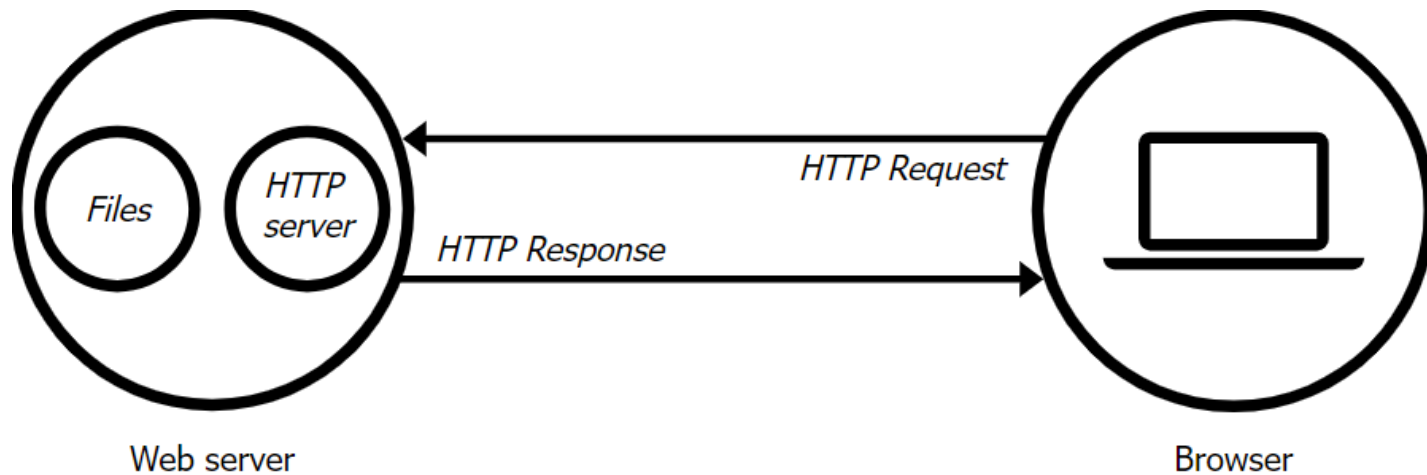 Files
HTTP
server
HTTP Request
HTTP Response
Web server
Browser